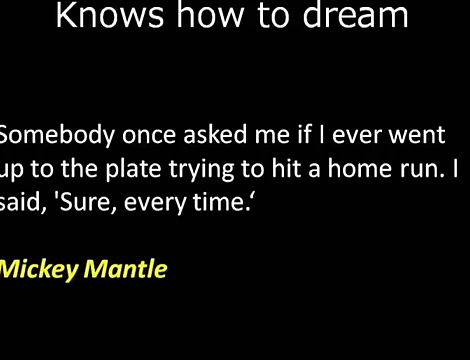 Knows how to dream
Somebody once asked me if I ever went
up to the plate trying to hit a home run. I
said, 'Sure, every time.‘
Mickey Mantle